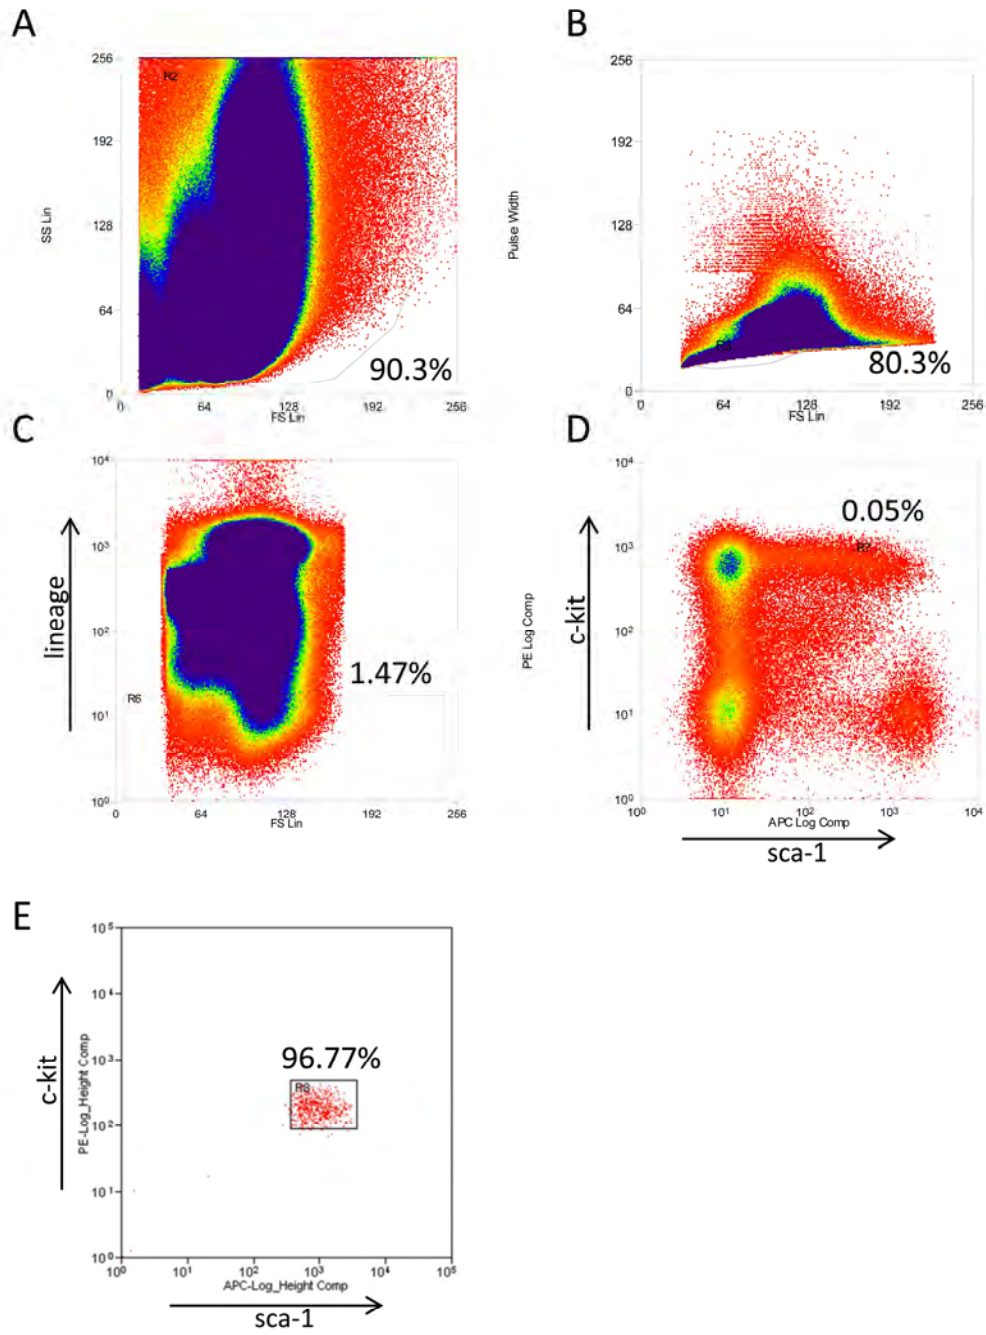 A
256
192
128
64
0
SS Lin
R2
90.3%
0
64
128
192
256
FS Lin
B
256
192
128
64
0
Pulse Width
R3
80.3%
0
64
128
192
256
FS Lin
C
10⁴
10³
10²
10¹
10⁰
lineage
R6
1.47%
0
64
128
192
256
FS Lin
D
10⁴
10³
10²
10¹
10⁰
PE Log Comp
c-kit
0.05%
R7
10⁰
10¹
10²
10³
10⁴
APC Log Comp
sca-1
E
10⁵
10⁴
10³
10²
10¹
10⁰
c-kit
PE-Log_Height Comp
96.77%
10⁰
10¹
10²
10³
10⁴
10⁵
APC-Log_Height Comp
sca-1